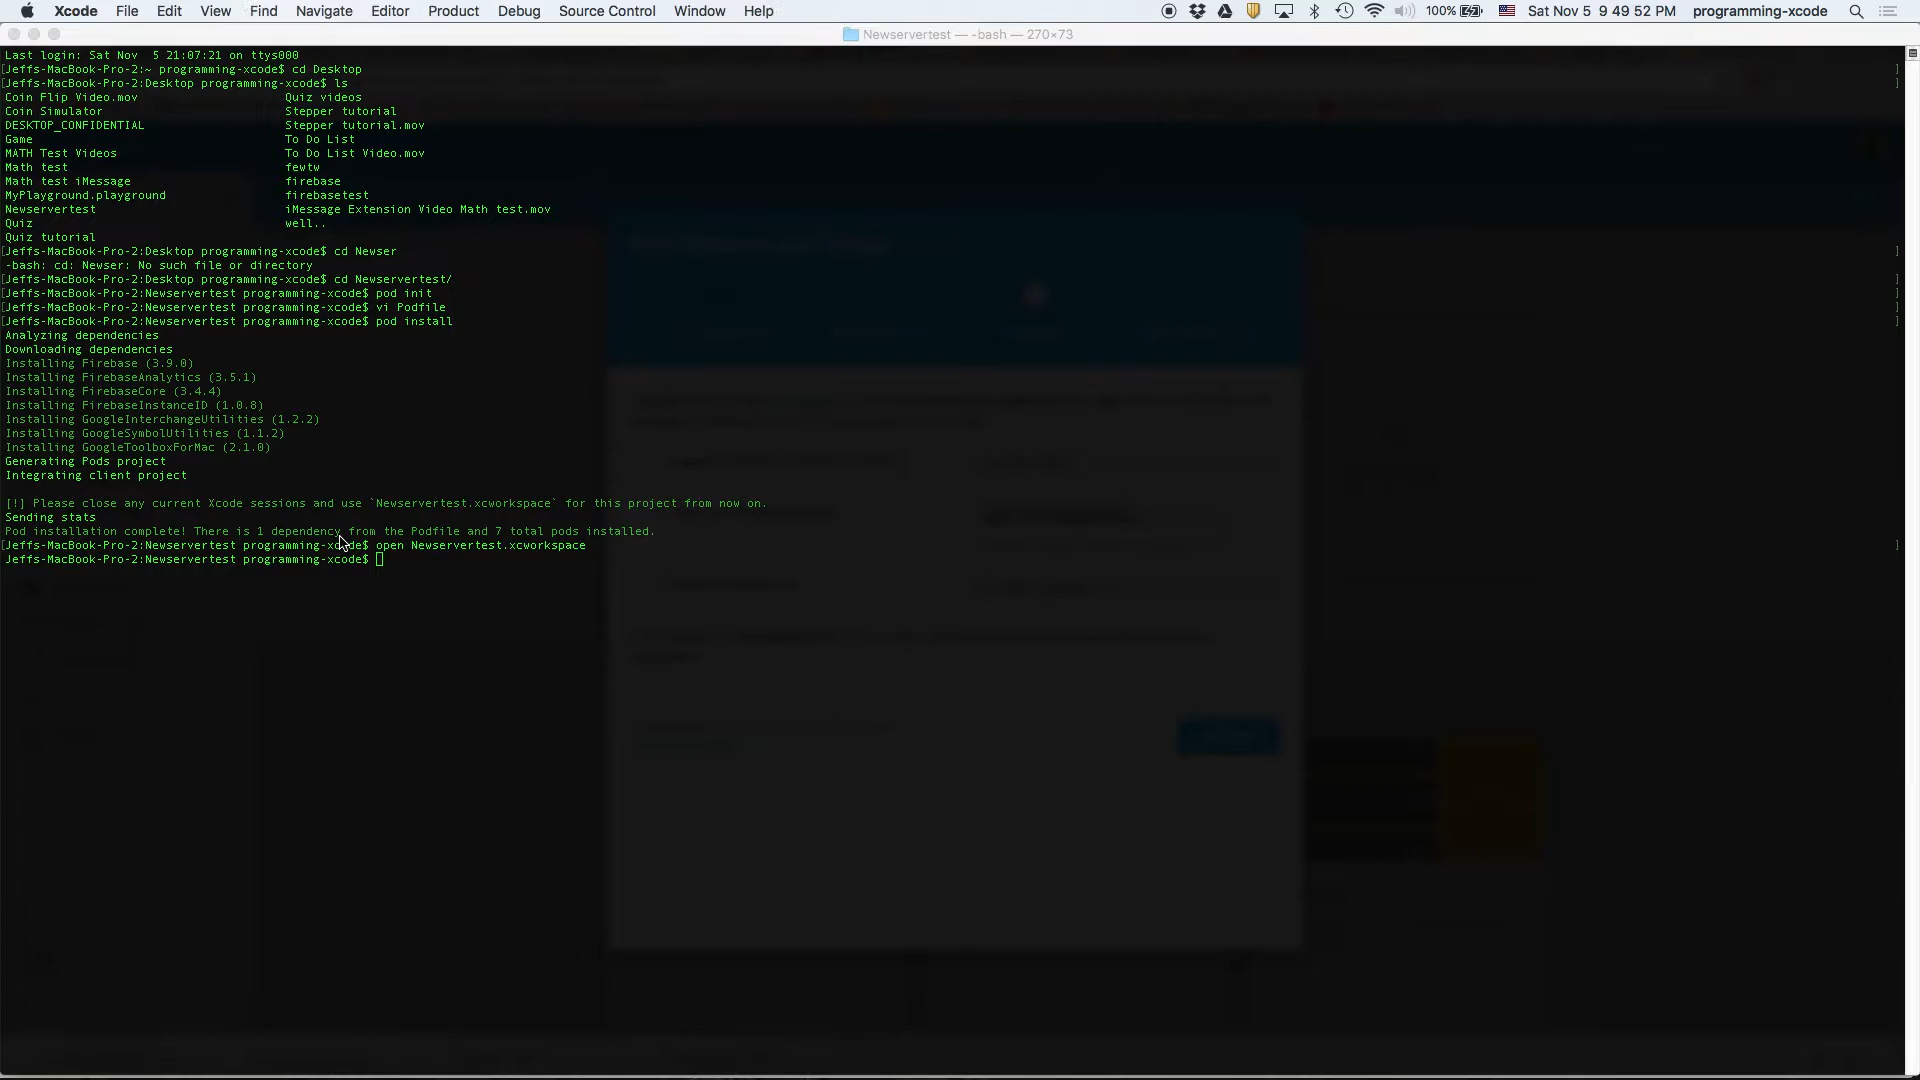 Xcode File Edit View Find Navigate Editor Product Debug Source Control Window Help 100% Sat Nov 5 9 49 52 PM programming-xcode
Newservertest — -bash — 270×73
Last login: Sat Nov  5 21:07:21 on ttys000
[Jeffs-MacBook-Pro-2:~ programming-xcode$ cd Desktop ]
[Jeffs-MacBook-Pro-2:Desktop programming-xcode$ ls ]
Coin Flip Video.mov Quiz videos
Coin Simulator Stepper tutorial
DESKTOP_CONFIDENTIAL Stepper tutorial.mov
Game To Do List
MATH Test Videos To Do List Video.mov
Math test fewtw
Math test iMessage firebase
MyPlayground.playground firebasetest
Newservertest iMessage Extension Video Math test.mov
Quiz well..
Quiz tutorial
[Jeffs-MacBook-Pro-2:Desktop programming-xcode$ cd Newser ]
-bash: cd: Newser: No such file or directory
[Jeffs-MacBook-Pro-2:Desktop programming-xcode$ cd Newservertest/ ]
[Jeffs-MacBook-Pro-2:Newservertest programming-xcode$ pod init ]
[Jeffs-MacBook-Pro-2:Newservertest programming-xcode$ vi Podfile ]
[Jeffs-MacBook-Pro-2:Newservertest programming-xcode$ pod install ]
Analyzing dependencies
Downloading dependencies
Installing Firebase (3.9.0)
Installing FirebaseAnalytics (3.5.1)
Installing FirebaseCore (3.4.4)
Installing FirebaseInstanceID (1.0.8)
Installing GoogleInterchangeUtilities (1.2.2)
Installing GoogleSymbolUtilities (1.1.2)
Installing GoogleToolboxForMac (2.1.0)
Generating Pods project
Integrating client project
[!] Please close any current Xcode sessions and use `Newservertest.xcworkspace` for this project from now on.
Sending stats
Pod installation complete! There is 1 dependency from the Podfile and 7 total pods installed.
[Jeffs-MacBook-Pro-2:Newservertest programming-xcode$ open Newservertest.xcworkspace ]
Jeffs-MacBook-Pro-2:Newservertest programming-xcode$